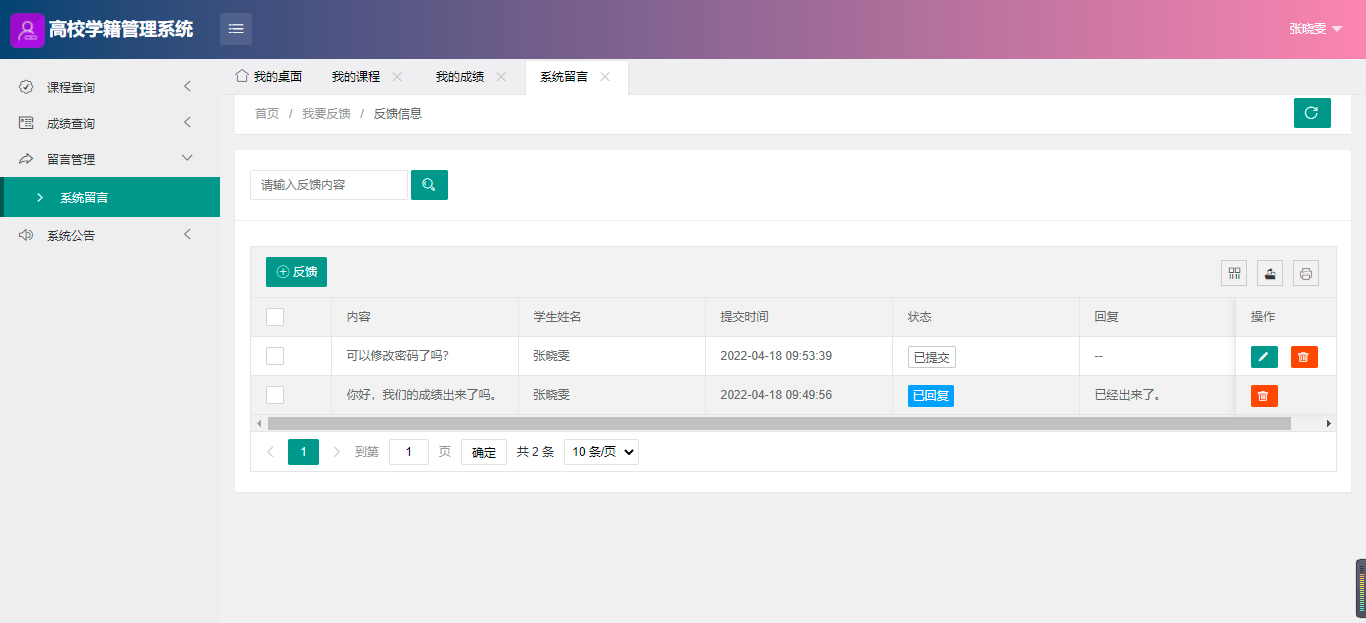 高校学籍管理系统
张晓雯
课程查询
成绩查询
留言管理
系统留言
系统公告
我的桌面 我的课程 我的成绩 系统留言
首页 / 我要反馈 / 反馈信息
请输入反馈内容
反馈
内容 学生姓名 提交时间 状态 回复 操作
可以修改密码了吗? 张晓雯 2022-04-18 09:53:39 已提交 --
你好，我们的成绩出来了吗。 张晓雯 2022-04-18 09:49:56 已回复 已经出来了。
1 到第 1 页 确定 共 2 条 10 条/页